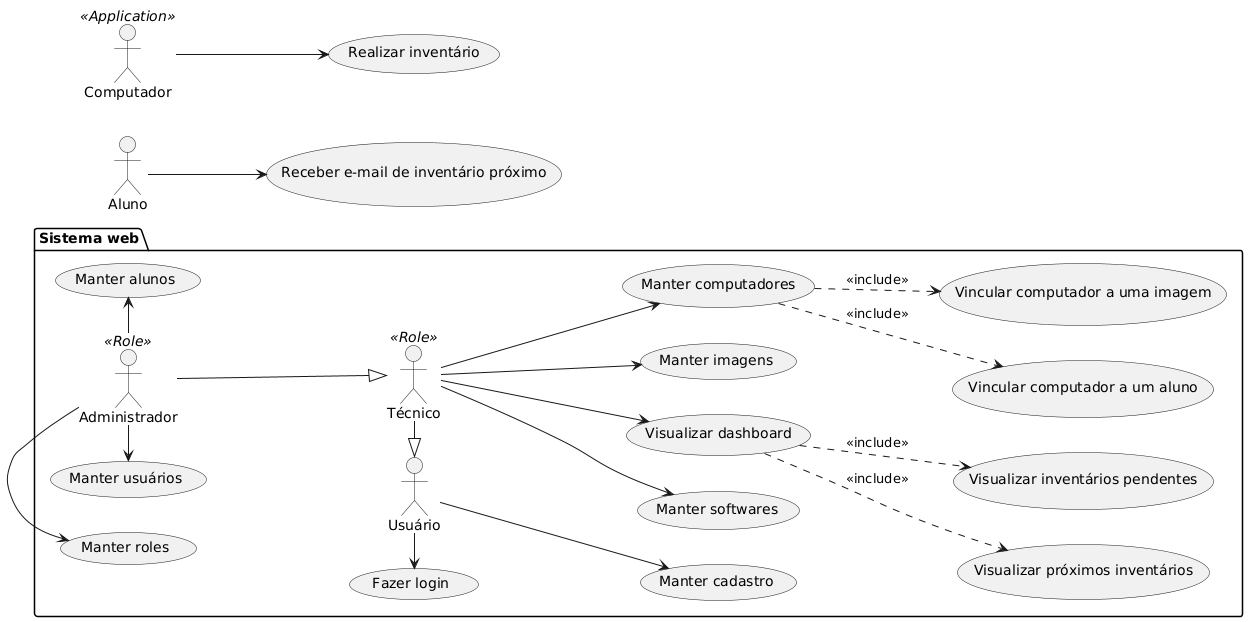 «Application»
Computador
Realizar inventário
Aluno
Receber e-mail de inventário próximo
Sistema web
Manter alunos
«Role»
Administrador
Manter usuários
Manter roles
«Role»
Técnico
Usuário
Fazer login
Manter computadores
Manter imagens
Visualizar dashboard
Manter softwares
Manter cadastro
«include»
«include»
«include»
«include»
Vincular computador a uma imagem
Vincular computador a um aluno
Visualizar inventários pendentes
Visualizar próximos inventários